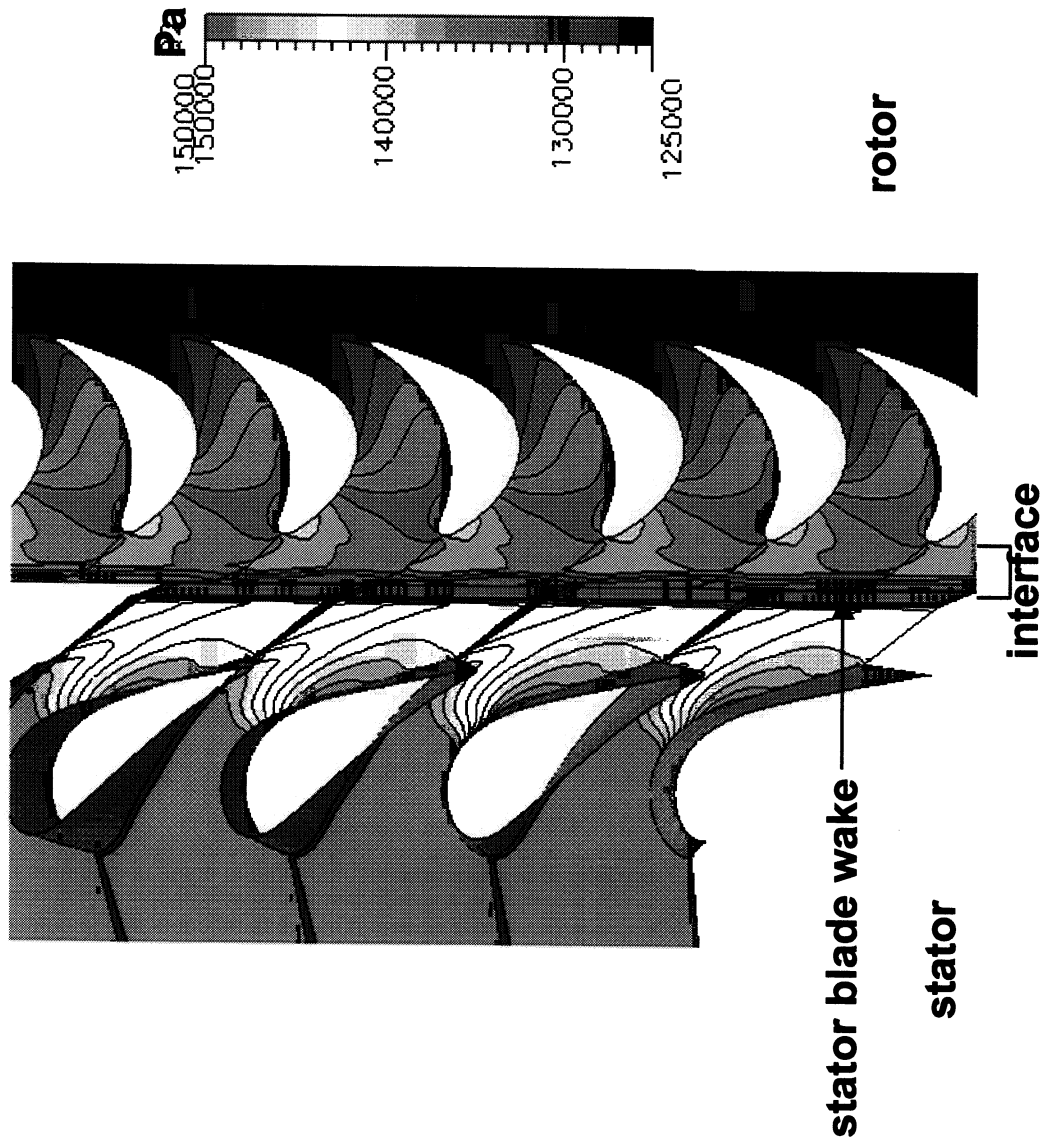 Pa
150000
150000
140000
130000
125000
rotor
interface
stator blade wake
stator